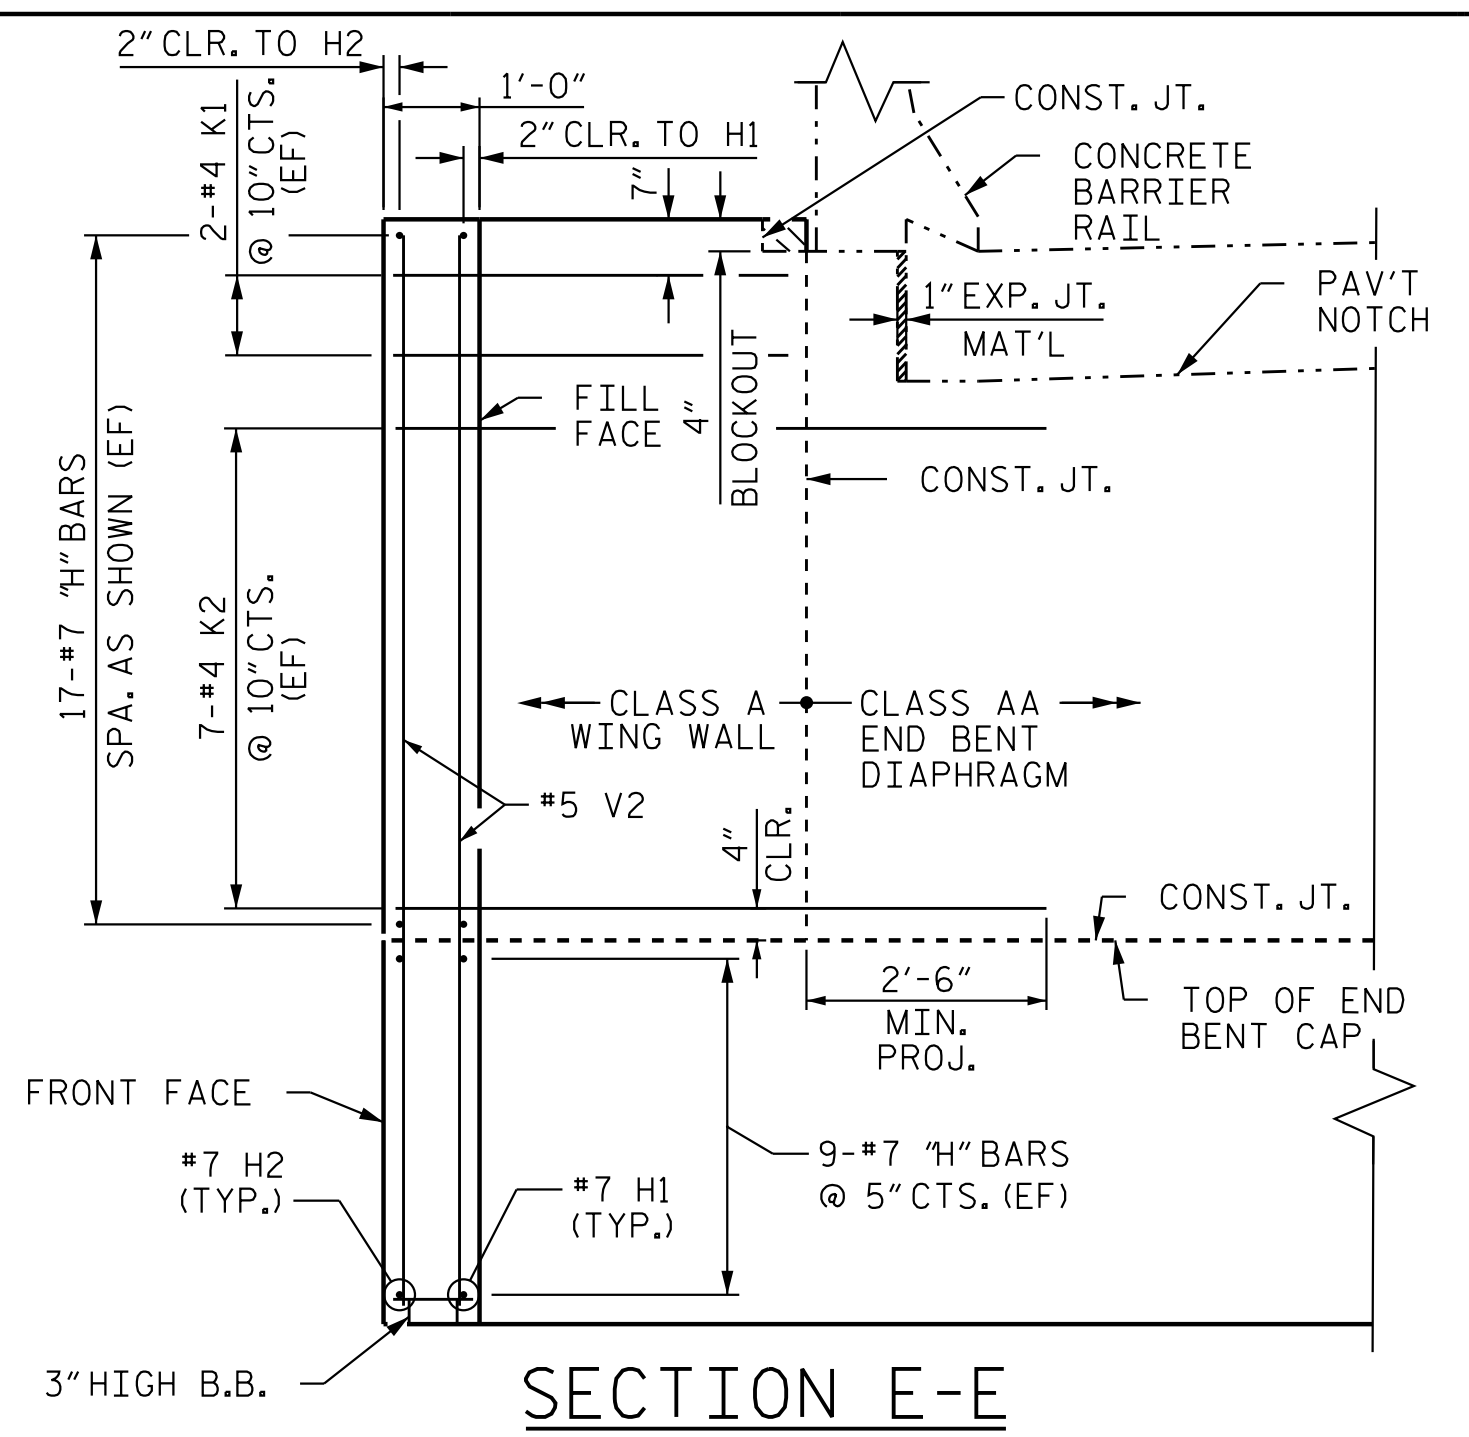 2" CLR. TO H2
1'-0"
2" CLR. TO H1
2-#4 K1
@ 10" CTS.
(EF)
7"
CONST. JT.
CONCRETE
BARRIER
RAIL
1" EXP. JT.
MAT'L
PAV'T
NOTCH
FILL
FACE
4"
BLOCKOUT
CONST. JT.
17-#7 "H" BARS
SPA. AS SHOWN (EF)
7-#4 K2
@ 10" CTS.
(EF)
CLASS A
WING WALL
CLASS AA
END BENT
DIAPHRAGM
#5 V2
4"
CLR.
CONST. JT.
2'-6"
MIN.
PROJ.
TOP OF END
BENT CAP
FRONT FACE
#7 H2
(TYP.)
#7 H1
(TYP.)
9-#7 "H" BARS
@ 5" CTS. (EF)
3" HIGH B.B.
SECTION E-E